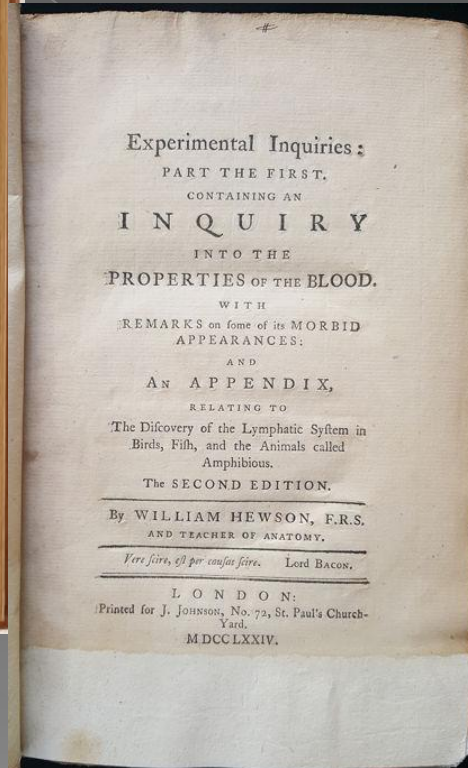 Experimental Inquiries:
PART THE FIRST.
CONTAINING AN
INQUIRY
INTO THE
PROPERTIES OF THE BLOOD.
WITH
REMARKS on ſome of its MORBID
APPEARANCES:
AND
AN APPENDIX,
RELATING TO
The Diſcovery of the Lymphatic Syſtem in
Birds, Fiſh, and the Animals called
Amphibious.
The SECOND EDITION.
By WILLIAM HEWSON, F.R.S.
AND TEACHER OF ANATOMY.
Vere ſcire, eſt per cauſas ſcire. Lord BACON.
LONDON:
Printed for J. JOHNSON, No. 72, St. Paul's Church-
Yard.
MDCCLXXIV.